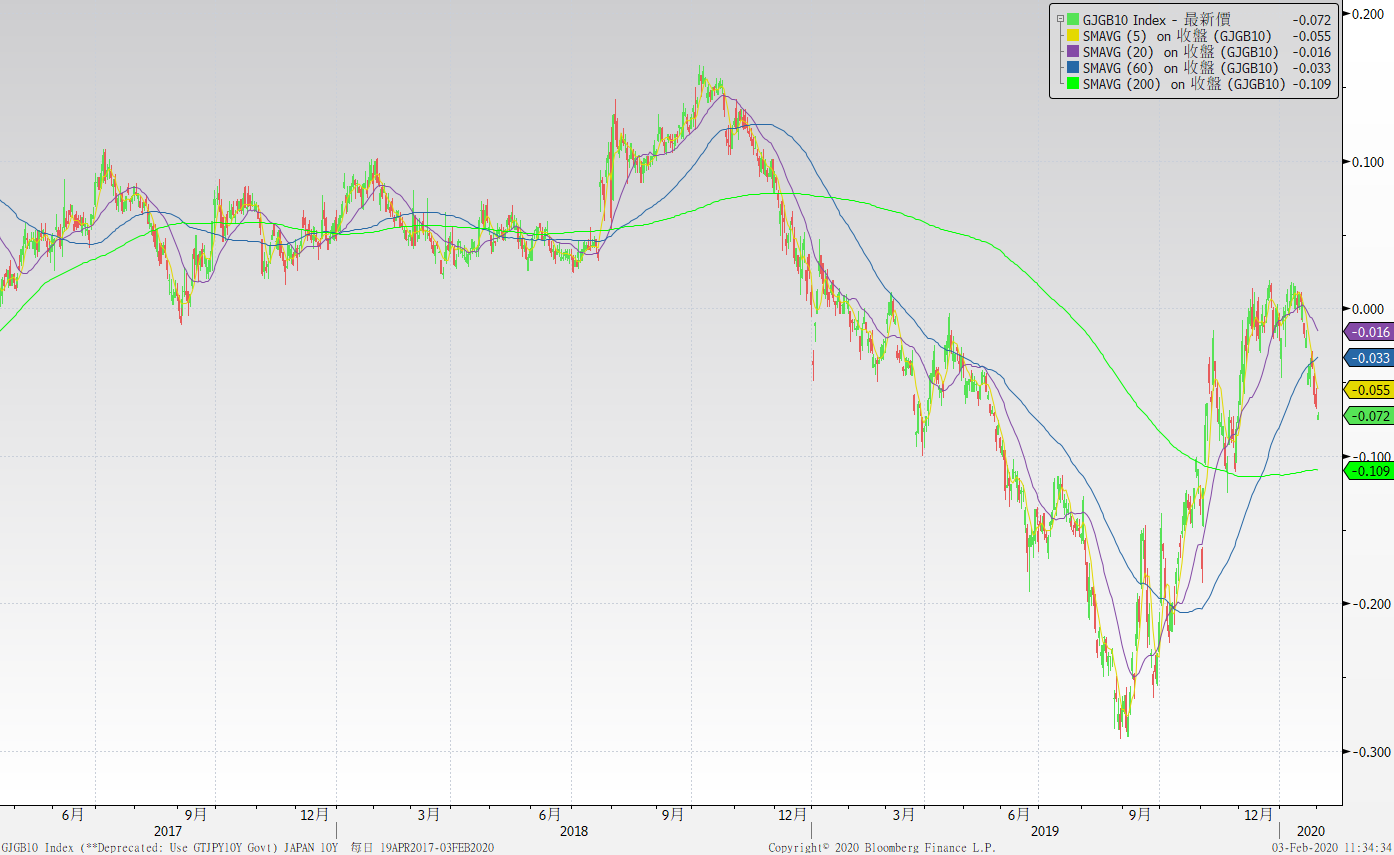 GJGB10 Index - 最新價 -0.072
SMAVG (5) on 收盤 (GJGB10) -0.055
SMAVG (20) on 收盤 (GJGB10) -0.016
SMAVG (60) on 收盤 (GJGB10) -0.033
SMAVG (200) on 收盤 (GJGB10) -0.109
0.200
0.100
0.000
-0.016
-0.033
-0.055
-0.072
-0.100
-0.109
-0.200
-0.300
6月 9月 12月 3月 6月 9月 12月 3月 6月 9月 12月
2017 2018 2019 2020
GJGB10 Index (**Deprecated: Use GTJPY10Y Govt) JAPAN 10Y 每日 19APR2017-03FEB2020 Copyright© 2020 Bloomberg Finance L.P. 03-Feb-2020 11:34:34